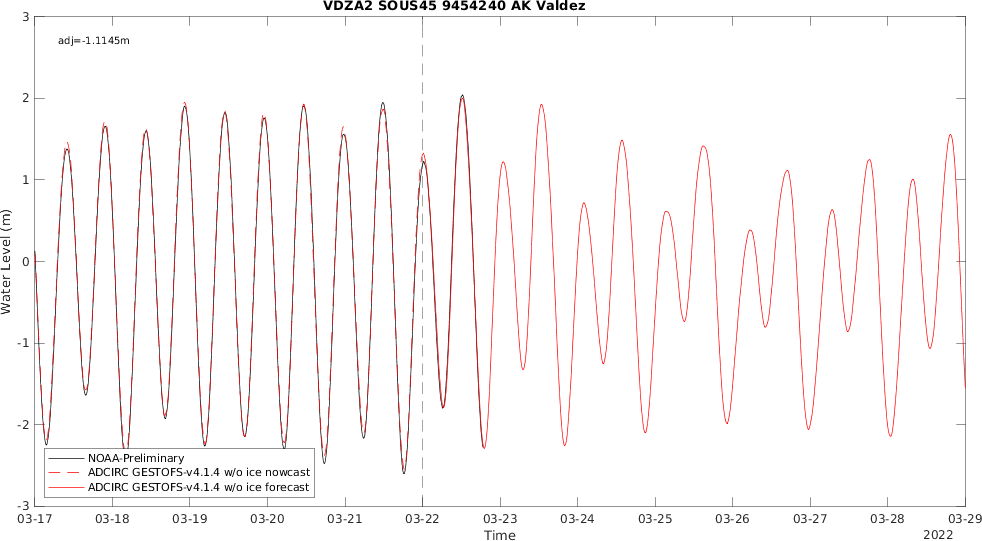 VDZA2 SOUS45 9454240 AK Valdez
adj=-1.1145m
3
2
1
0
-1
-2
-3
Water Level (m)
NOAA-Preliminary
ADCIRC GESTOFS-v4.1.4 w/o ice nowcast
ADCIRC GESTOFS-v4.1.4 w/o ice forecast
03-17 03-18 03-19 03-20 03-21 03-22 03-23 03-24 03-25 03-26 03-27 03-28 03-29
Time
2022